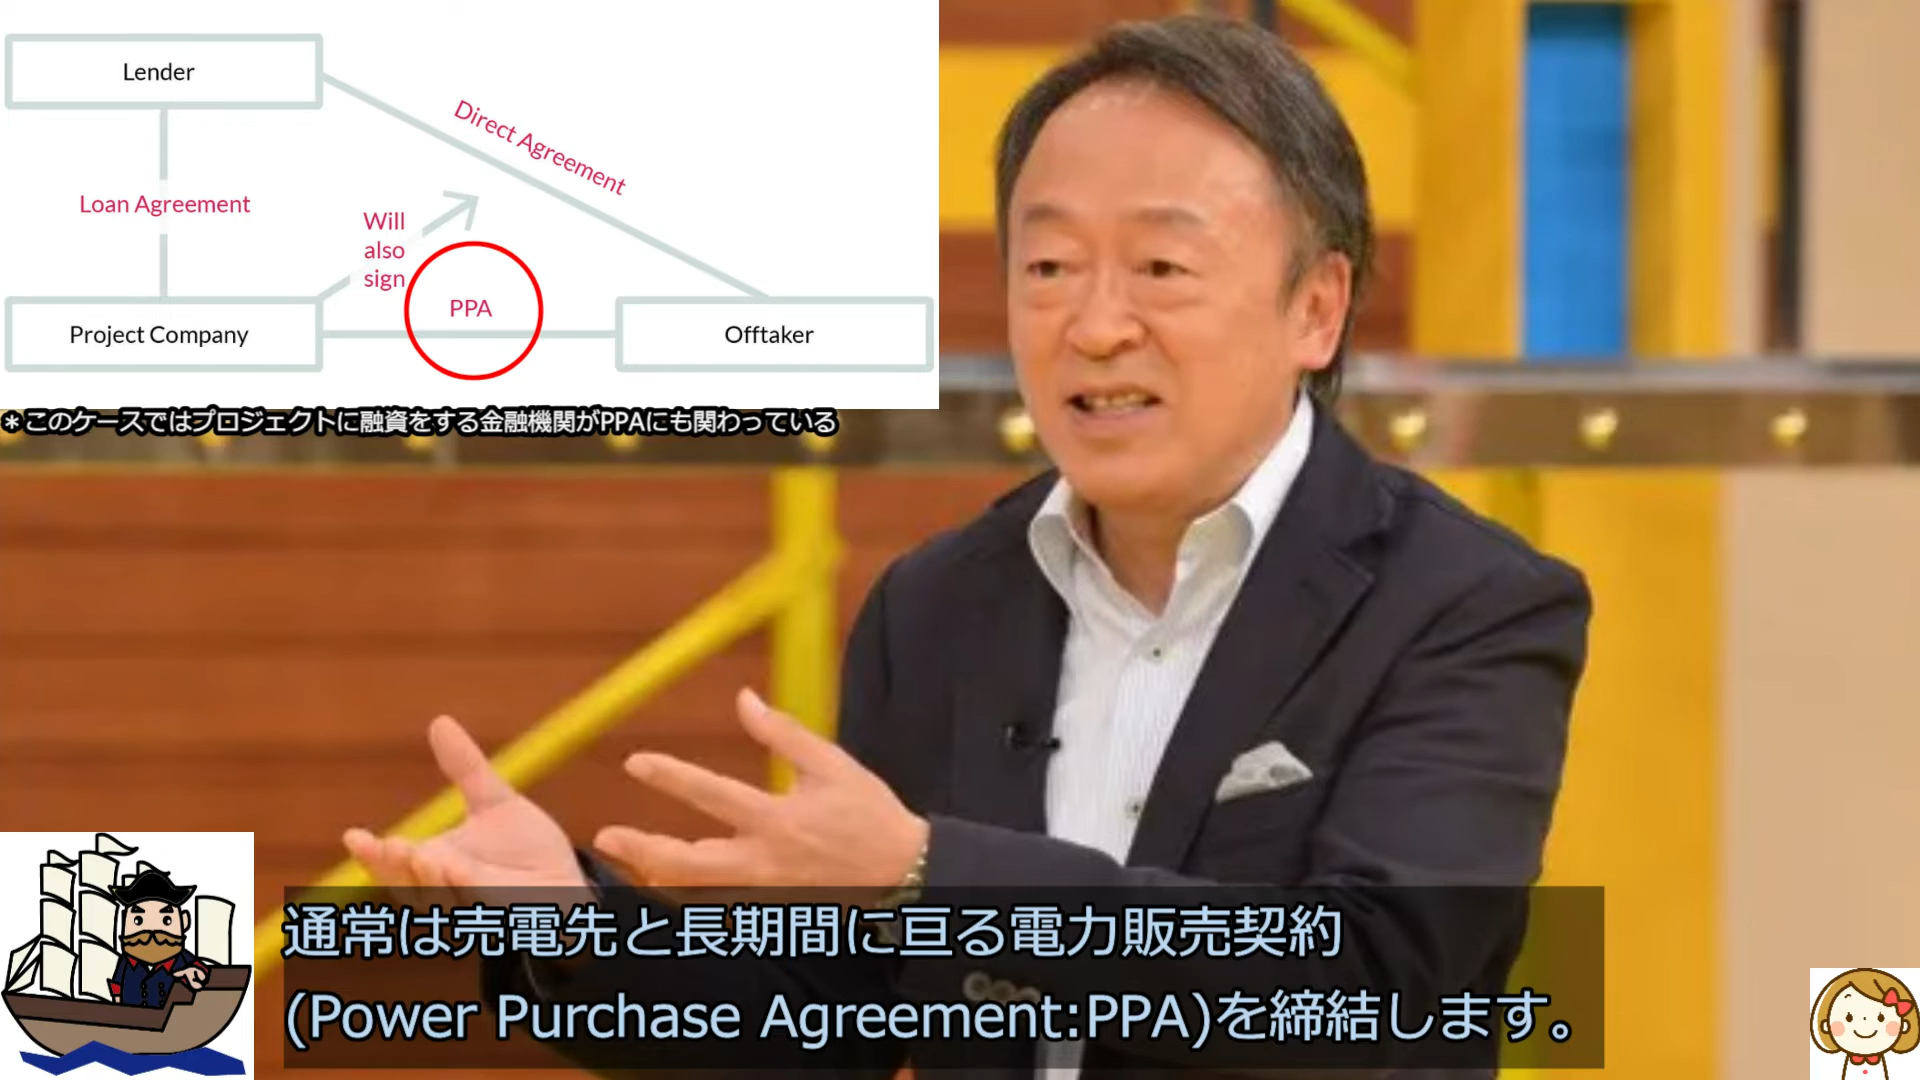 Lender
Direct Agreement
Loan Agreement
Will
also
sign
PPA
Project Company
Offtaker
*このケースではプロジェクトに融資をする金融機関がPPAにも関わっている
通常は売電先と長期間に亘る電力販売契約
(Power Purchase Agreement:PPA)を締結します。